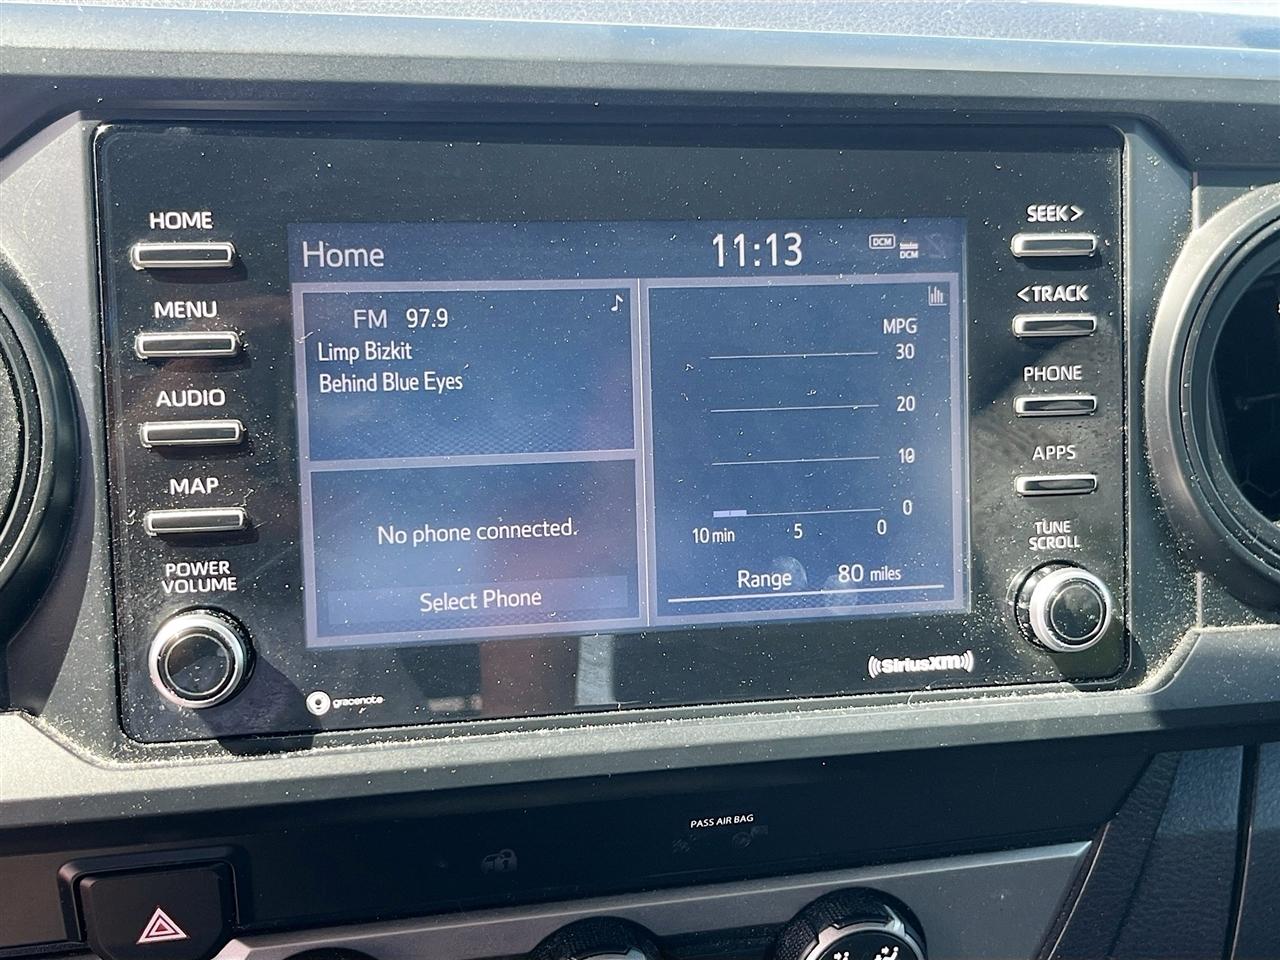 HOME
MENU
AUDIO
MAP
POWER
VOLUME
Home
11:13
DCM
DCM
FM 97.9
Limp Bizkit
Behind Blue Eyes
No phone connected.
Select Phone
MPG
30
20
10
0
10 min 5 0
Range 80 miles
SEEK>
<TRACK
PHONE
APPS
TUNE
SCROLL
gracenote
((SiriusXM))
PASS AIR BAG